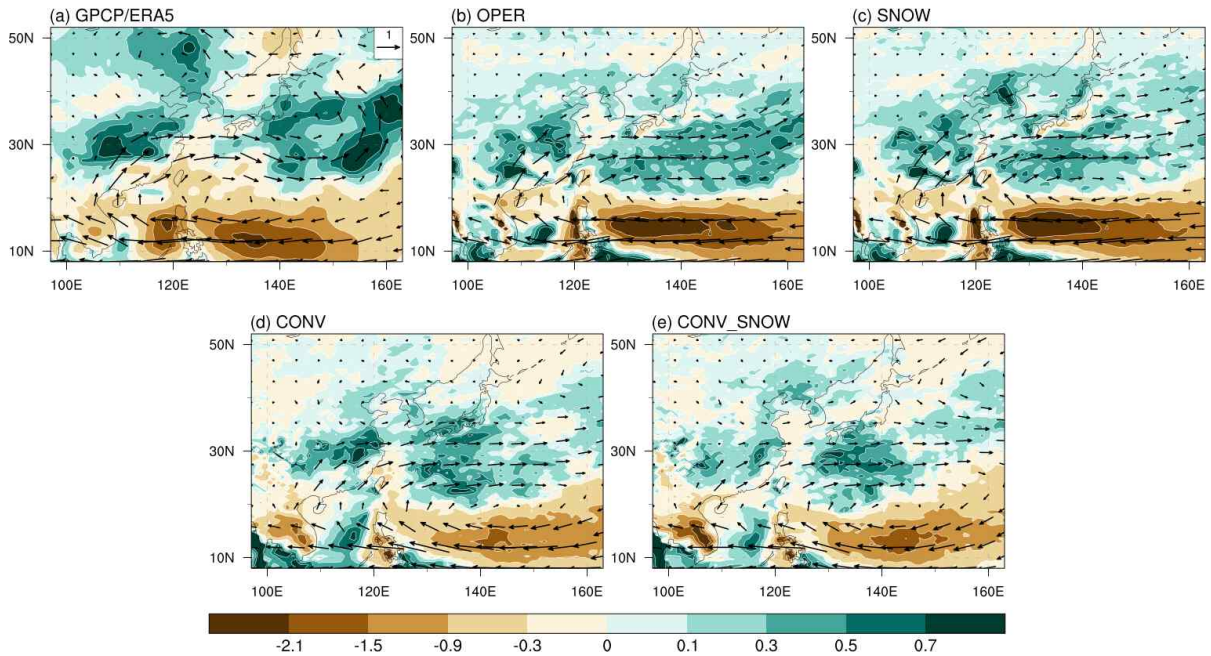 (a) GPCP/ERA5
(b) OPER
(c) SNOW
1
50N
50N
50N
30N
30N
30N
10N
10N
10N
100E 120E 140E 160E
100E 120E 140E 160E
100E 120E 140E 160E
(d) CONV
(e) CONV_SNOW
50N
50N
30N
30N
10N
10N
100E 120E 140E 160E
100E 120E 140E 160E
-2.1 -1.5 -0.9 -0.3 0 0.1 0.3 0.5 0.7